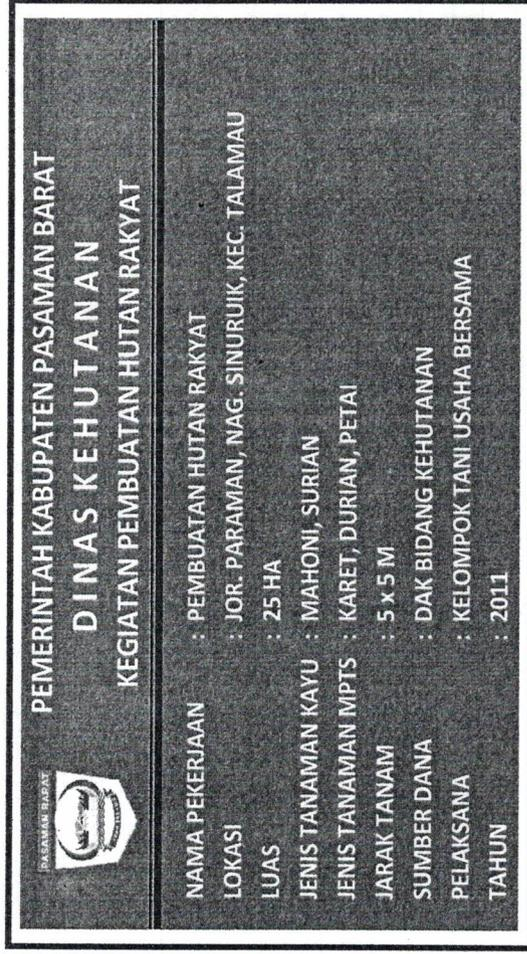 PASAMAN BARAT
PEMERINTAH KABUPATEN PASAMAN BARAT
DINAS KEHUTANAN
KEGIATAN PEMBUATAN HUTAN RAKYAT
NAMA PEKERJAAN : PEMBUATAN HUTAN RAKYAT
LOKASI : JOR. PARAMAN, NAG. SINURUIK, KEC. TALAMAU
LUAS : 25 HA
JENIS TANAMAN KAYU : MAHONI, SURIAN
JENIS TANAMAN MPTS : KARET, DURIAN, PETAI
JARAK TANAM : 5 x 5 M
SUMBER DANA : DAK BIDANG KEHUTANAN
PELAKSANA : KELOMPOK TANI USAHA BERSAMA
TAHUN : 2011